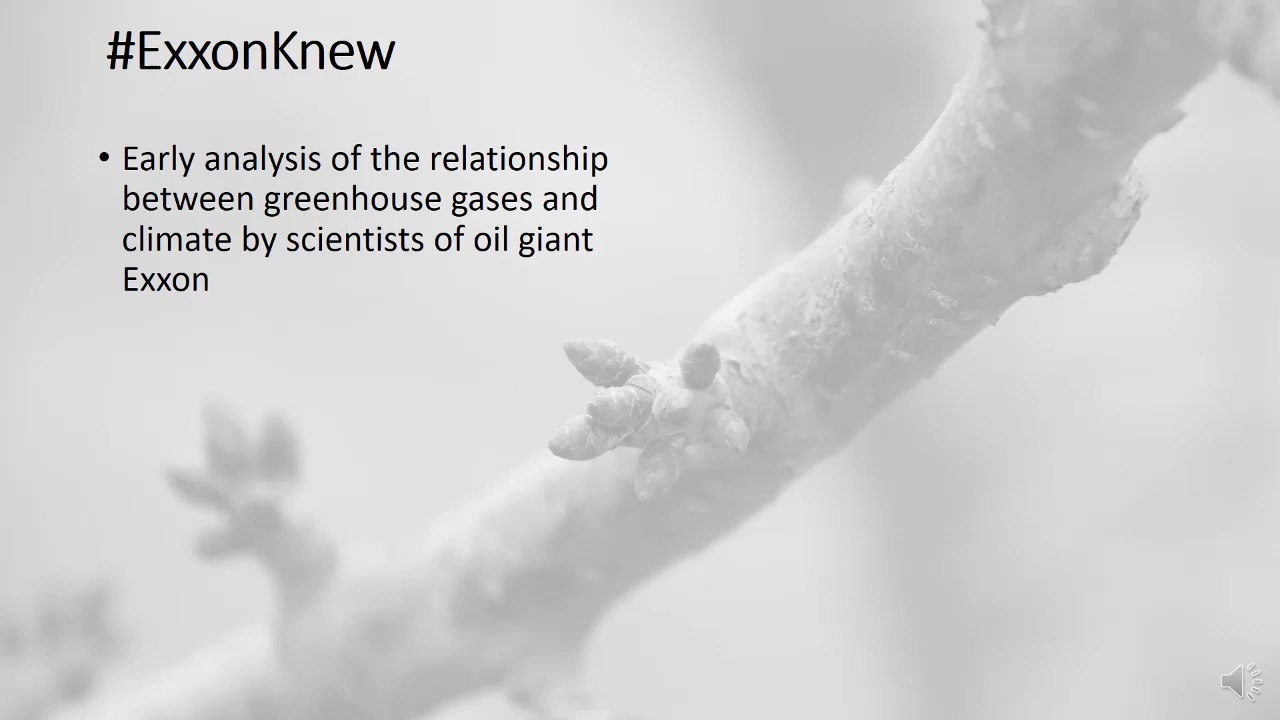 #ExxonKnew
• Early analysis of the relationship
between greenhouse gases and
climate by scientists of oil giant
Exxon